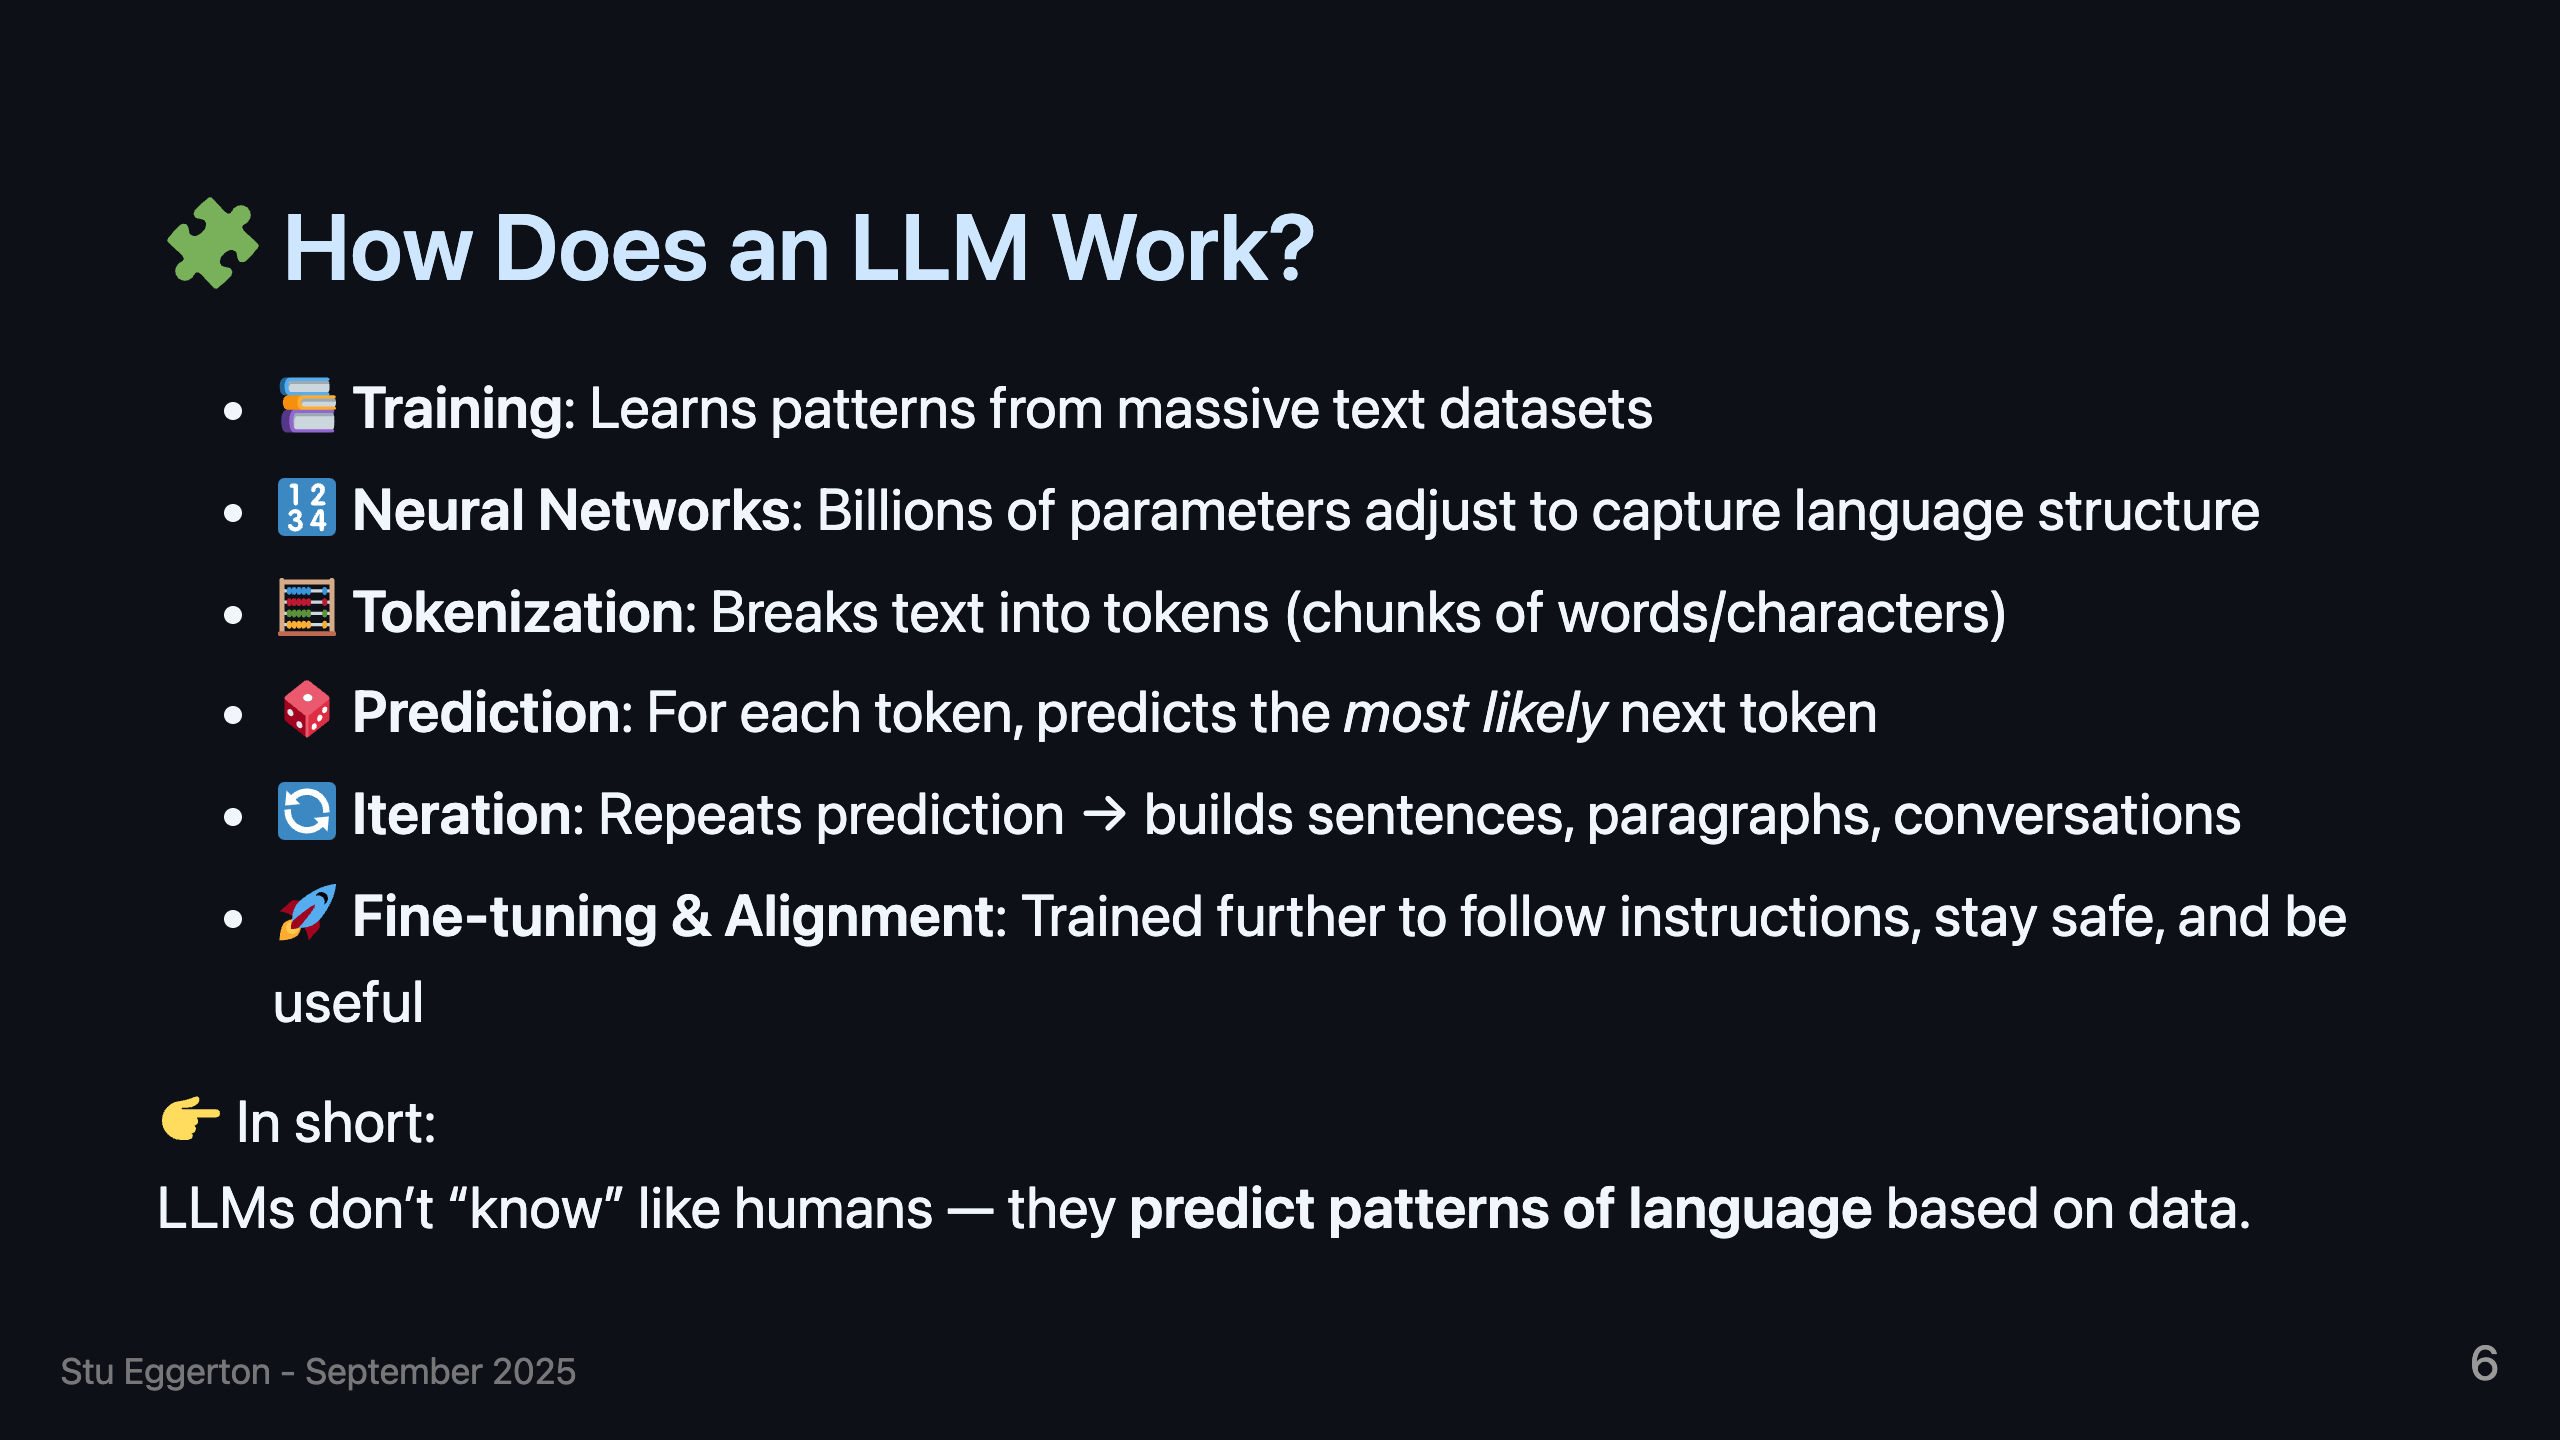 🧩 How Does an LLM Work?
• 📚 Training: Learns patterns from massive text datasets
• 🔢 Neural Networks: Billions of parameters adjust to capture language structure
• 🧮 Tokenization: Breaks text into tokens (chunks of words/characters)
• 🎲 Prediction: For each token, predicts the most likely next token
• 🔄 Iteration: Repeats prediction → builds sentences, paragraphs, conversations
• 🚀 Fine-tuning & Alignment: Trained further to follow instructions, stay safe, and be
useful
👉 In short:
LLMs don’t “know” like humans — they predict patterns of language based on data.
Stu Eggerton - September 2025
6